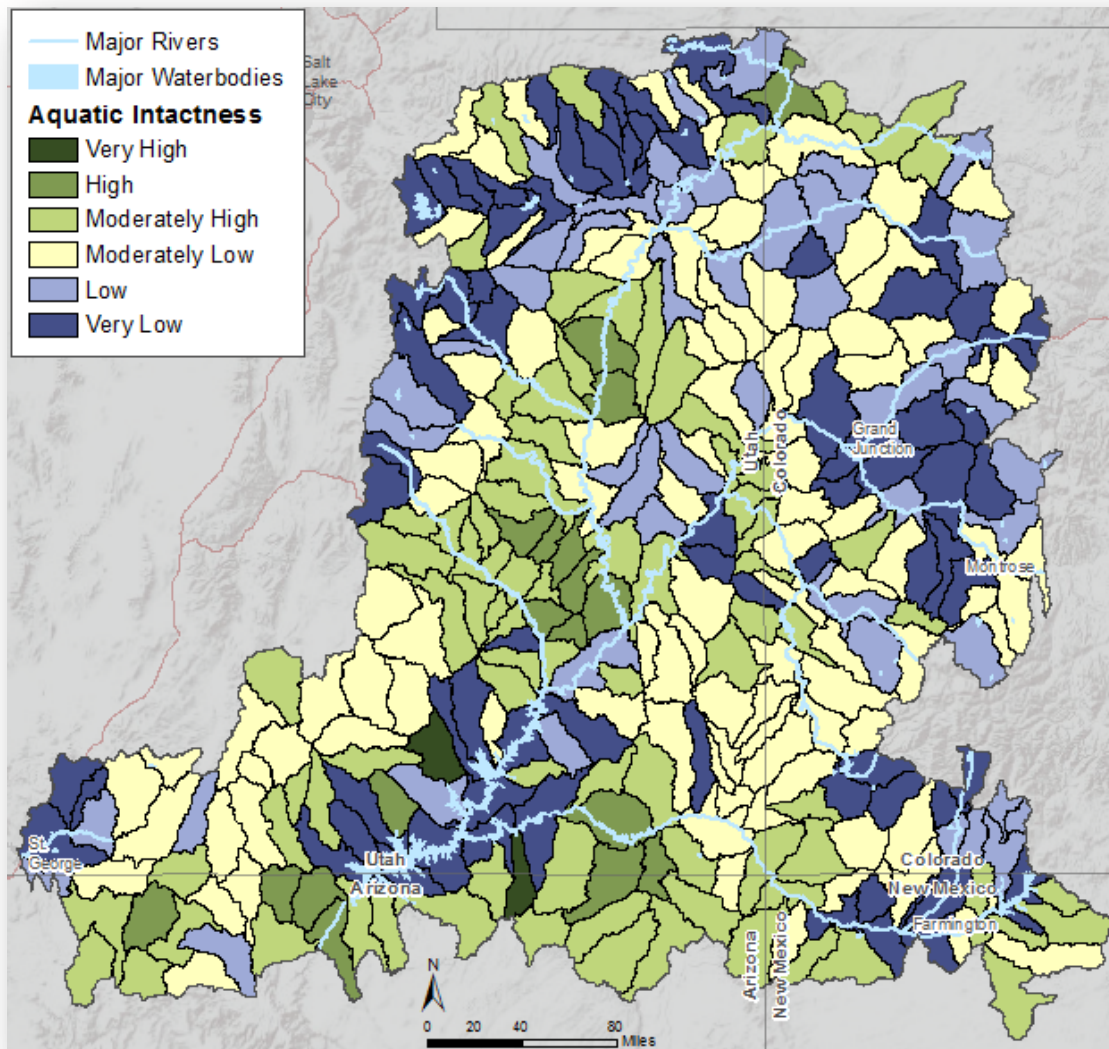 Major Rivers
Major Waterbodies
Aquatic Intactness
Very High
High
Moderately High
Moderately Low
Low
Very Low
Salt
Lake
City
Utah
Colorado
Grand
Junction
Montrose
St.
George
Utah
Arizona
Colorado
New Mexico
Farmington
Arizona
New Mexico
N
0 20 40 80
Miles